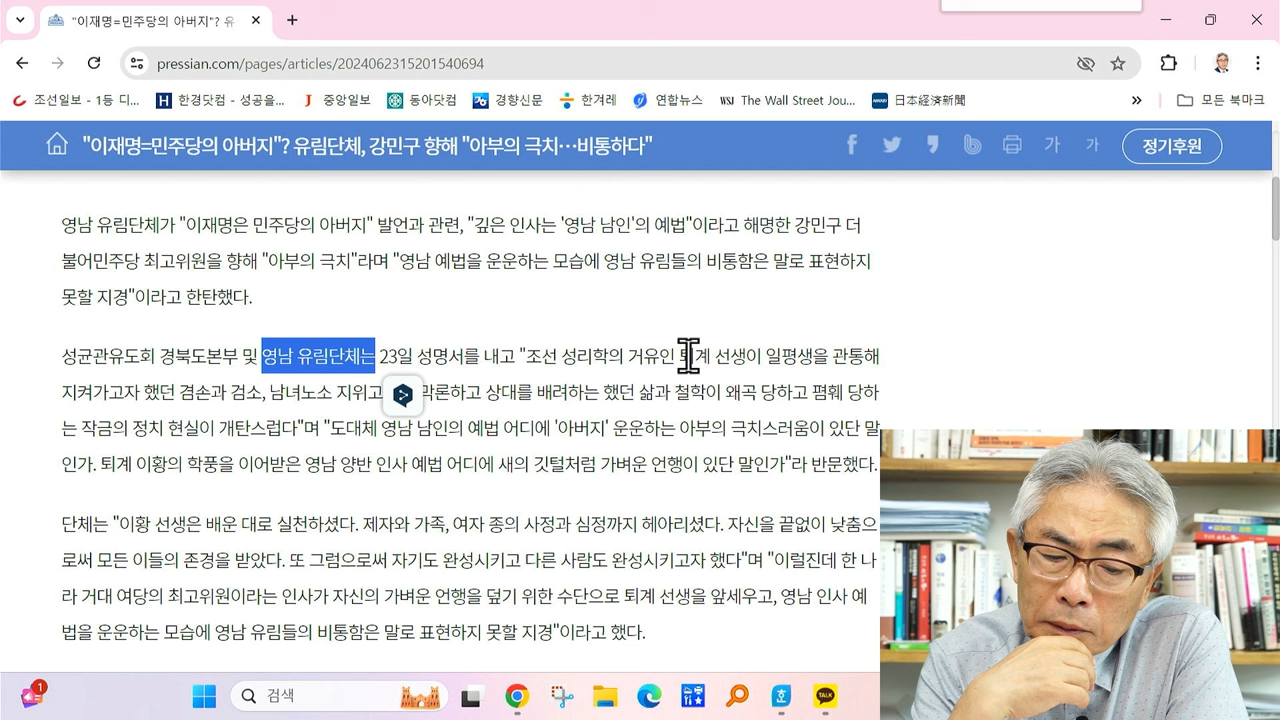 "이재명=민주당의 아버지"? 유
pressian.com/pages/articles/2024062315201540694
조선일보 - 1등 디...
한경닷컴 - 성공을...
중앙일보
동아닷컴
경향신문
한겨레
연합뉴스
WSJ The Wall Street Jou...
日本経済新聞
모든 북마크
"이재명=민주당의 아버지"? 유림단체, 강민구 향해 "아부의 극치…비통하다"
가 가 정기후원
영남 유림단체가 "이재명은 민주당의 아버지" 발언과 관련, "깊은 인사는 '영남 남인'의 예법"이라고 해명한 강민구 더
불어민주당 최고위원을 향해 "아부의 극치"라며 "영남 예법을 운운하는 모습에 영남 유림들의 비통함은 말로 표현하지
못할 지경"이라고 한탄했다.
성균관유도회 경북도본부 및 영남 유림단체는 23일 성명서를 내고 "조선 성리학의 거유인 퇴계 선생이 일평생을 관통해
지켜가고자 했던 겸손과 검소, 남녀노소 지위고 막론하고 상대를 배려하는 했던 삶과 철학이 왜곡 당하고 폄훼 당하
는 작금의 정치 현실이 개탄스럽다"며 "도대체 영남 남인의 예법 어디에 '아버지' 운운하는 아부의 극치스러움이 있단 말
인가. 퇴계 이황의 학풍을 이어받은 영남 양반 인사 예법 어디에 새의 깃털처럼 가벼운 언행이 있단 말인가"라 반문했다.
단체는 "이황 선생은 배운 대로 실천하셨다. 제자와 가족, 여자 종의 사정과 심정까지 헤아리셨다. 자신을 끝없이 낮춤으
로써 모든 이들의 존경을 받았다. 또 그럼으로써 자기도 완성시키고 다른 사람도 완성시키고자 했다"며 "이럴진데 한 나
라 거대 여당의 최고위원이라는 인사가 자신의 가벼운 언행을 덮기 위한 수단으로 퇴계 선생을 앞세우고, 영남 인사 예
법을 운운하는 모습에 영남 유림들의 비통함은 말로 표현하지 못할 지경"이라고 했다.
1
검색
TALK